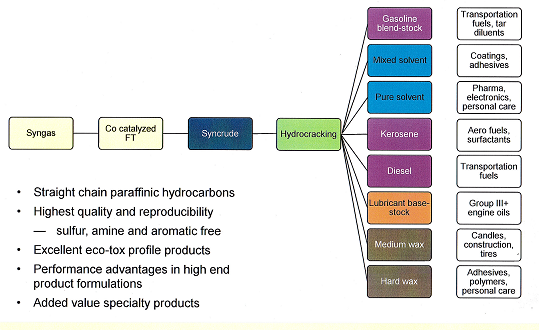 Gasoline
blend-stock
Transportation
fuels, tar
diluents
Mixed solvent
Coatings,
adhesives
Pure solvent
Pharma,
electronics,
personal care
Syngas
Co catalyzed
FT
Syncrude
Hydrocracking
Kerosene
Aero fuels,
surfactants
Diesel
Transportation
fuels
Lubricant base-
stock
Group III+
engine oils
Medium wax
Candles,
construction,
tires
Hard wax
Adhesives,
polymers,
personal care
• Straight chain paraffinic hydrocarbons
• Highest quality and reproducibility
— sulfur, amine and aromatic free
• Excellent eco-tox profile products
• Performance advantages in high end
product formulations
• Added value specialty products